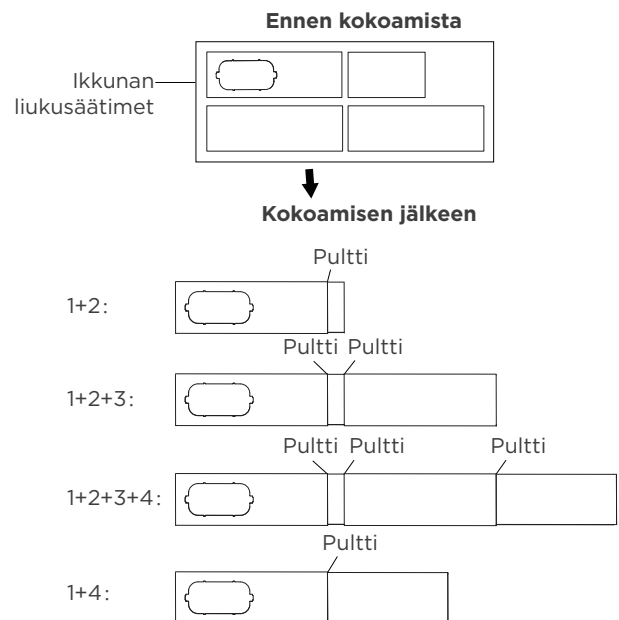 Ennen kokoamista
Ikkunan
liukusäätimet
Kokoamisen jälkeen
Pultti
1+2:
Pultti Pultti
1+2+3:
Pultti Pultti Pultti
1+2+3+4:
Pultti
1+4: